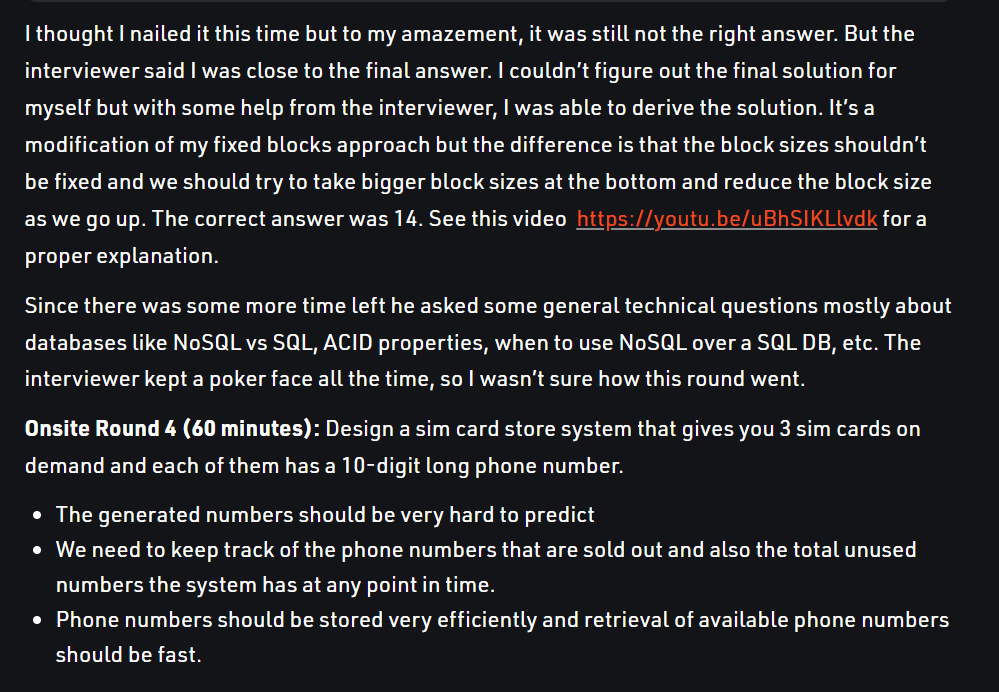 I thought I nailed it this time but to my amazement, it was still not the right answer. But the
interviewer said I was close to the final answer. I couldn’t figure out the final solution for
myself but with some help from the interviewer, I was able to derive the solution. It’s a
modification of my fixed blocks approach but the difference is that the block sizes shouldn’t
be fixed and we should try to take bigger block sizes at the bottom and reduce the block size
as we go up. The correct answer was 14. See this video https://youtu.be/uBhSIKLlvdk for a
proper explanation.
Since there was some more time left he asked some general technical questions mostly about
databases like NoSQL vs SQL, ACID properties, when to use NoSQL over a SQL DB, etc. The
interviewer kept a poker face all the time, so I wasn’t sure how this round went.
Onsite Round 4 (60 minutes): Design a sim card store system that gives you 3 sim cards on
demand and each of them has a 10-digit long phone number.
• The generated numbers should be very hard to predict
• We need to keep track of the phone numbers that are sold out and also the total unused
numbers the system has at any point in time.
• Phone numbers should be stored very efficiently and retrieval of available phone numbers
should be fast.